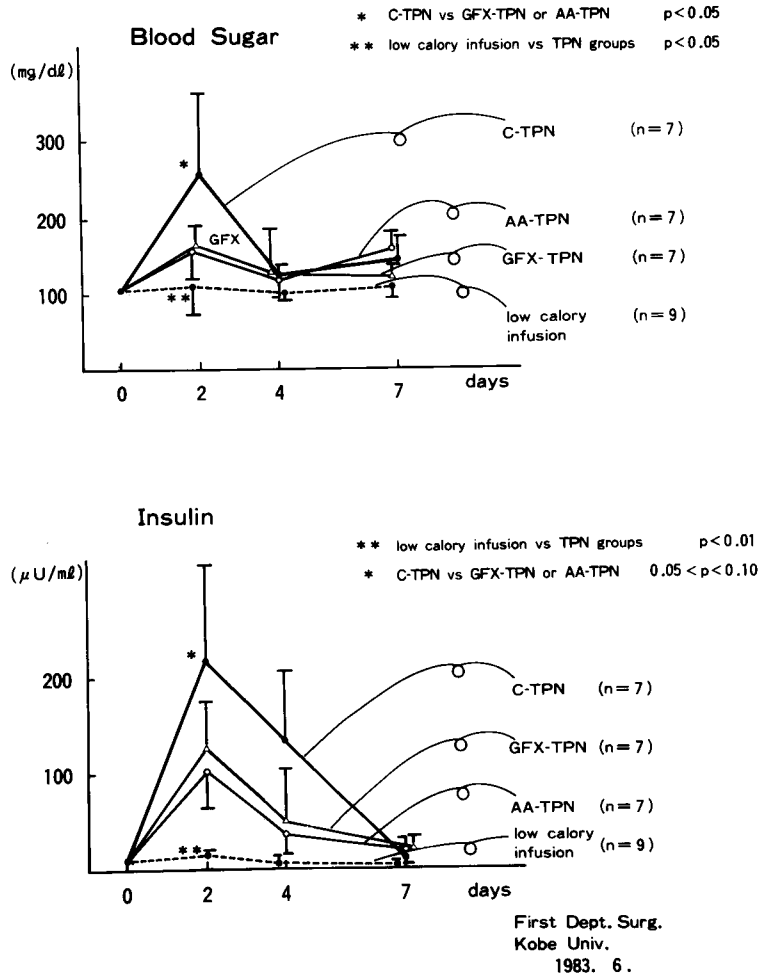 * C-TPN vs GFX-TPN or AA-TPN p<0.05
Blood Sugar
** low calory infusion vs TPN groups p<0.05
(mg/dℓ)
300
200
100
*
GFX
**
C-TPN (n=7)
AA-TPN (n=7)
GFX-TPN (n=7)
low calory (n=9)
infusion
0 2 4 7 days
Insulin
** low calory infusion vs TPN groups p<0.01
(μU/mℓ)
* C-TPN vs GFX-TPN or AA-TPN 0.05<p<0.10
*
200
100
**
C-TPN (n=7)
GFX-TPN (n=7)
AA-TPN (n=7)
low calory (n=9)
infusion
0 2 4 7 days
First Dept. Surg.
Kobe Univ.
1983. 6.